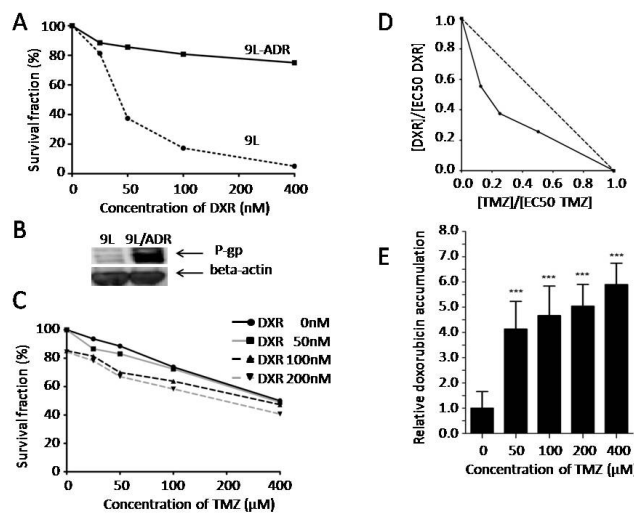 A
Survival fraction (%)
100
80
60
40
20
0
9L-ADR
9L
0
50
100
200
400
Concentration of DXR (nM)
B
9L 9L/ADR
P-gp
beta-actin
C
Survival fraction (%)
100
80
60
40
20
0
DXR 0nM
DXR 50nM
DXR 100nM
DXR 200nM
0
50
100
200
400
Concentration of TMZ (μM)
D
[DXR]/[EC50 DXR]
1.0
0.8
0.6
0.4
0.2
0.0
0.0 0.2 0.4 0.6 0.8 1.0
[TMZ]/[EC50 TMZ]
E
Relative doxorubicin accumulation
8.0
7.0
6.0
5.0
4.0
3.0
2.0
1.0
0.0
***
***
***
***
0 50 100 200 400
Concentration of TMZ (μM)